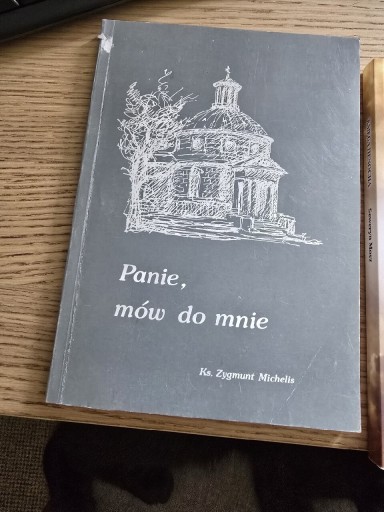 Panie,
mów do mnie
Ks. Zygmunt Michelis